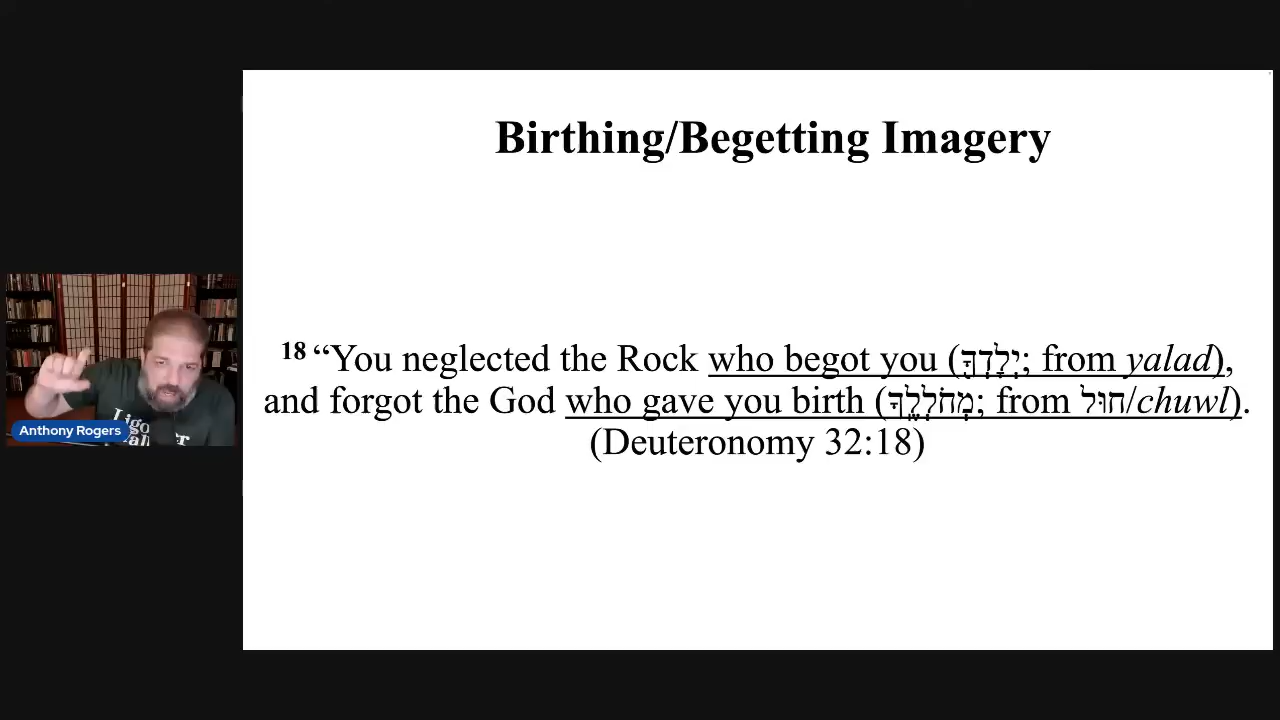 Birthing/Begetting Imagery
18 “You neglected the Rock who begot you (יְלָדְךָ; from yalad),
and forgot the God who gave you birth (מְחֹלְלֶךָ; from חוּל/chuwl).
(Deuteronomy 32:18)
Anthony Rogers